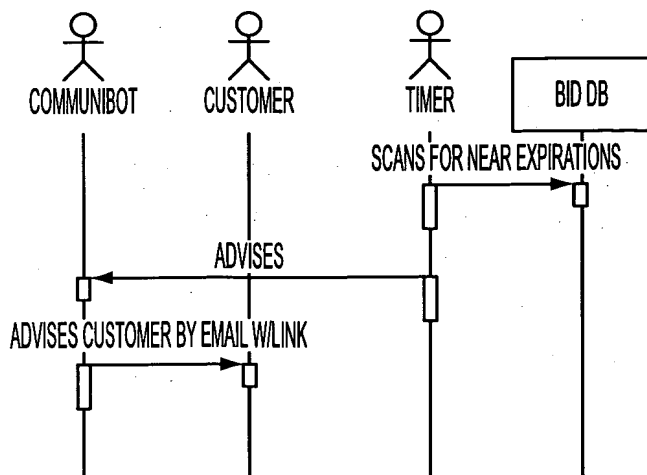 COMMUNIBOT
CUSTOMER
TIMER
BID DB
SCANS FOR NEAR EXPIRATIONS
ADVISES
ADVISES CUSTOMER BY EMAIL W/LINK